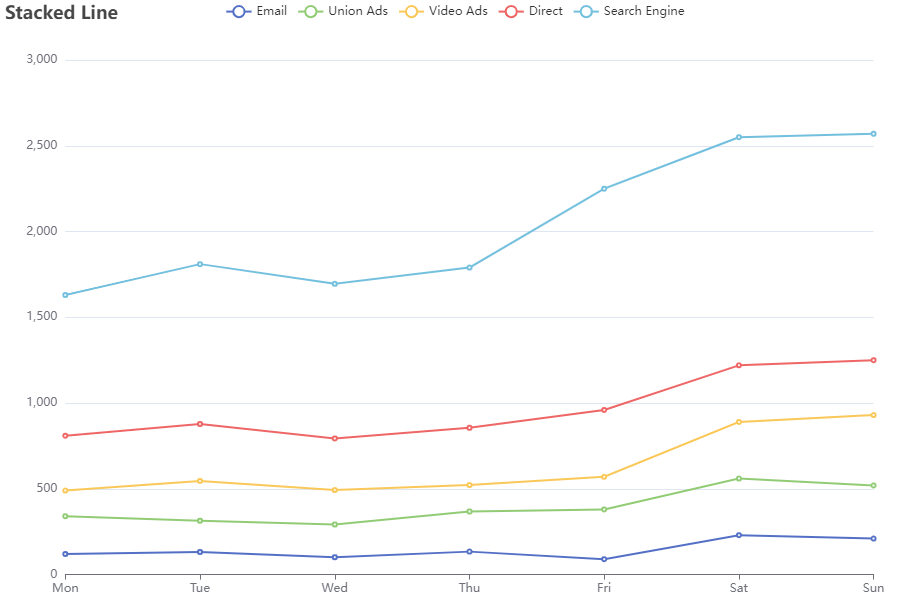 Stacked Line
Email Union Ads Video Ads Direct Search Engine
3,000
2,500
2,000
1,500
1,000
500
0
Mon Tue Wed Thu Fri Sat Sun